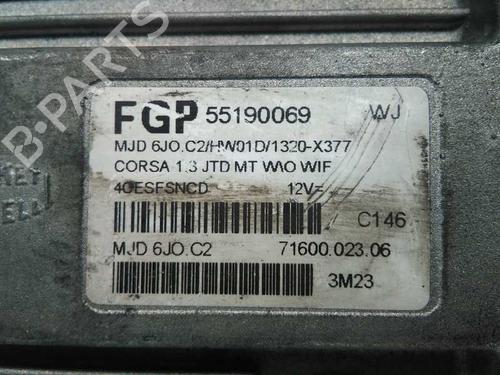 B-PARTS
FGP 55190069 WJ
MJD 6JO.C2/HW01D/1320-X377
CORSA 1.3 JTD MT W\O WIF
4OESFSNCD 12V=
C146
MJD 6JO.C2 71600.023.06
3M23